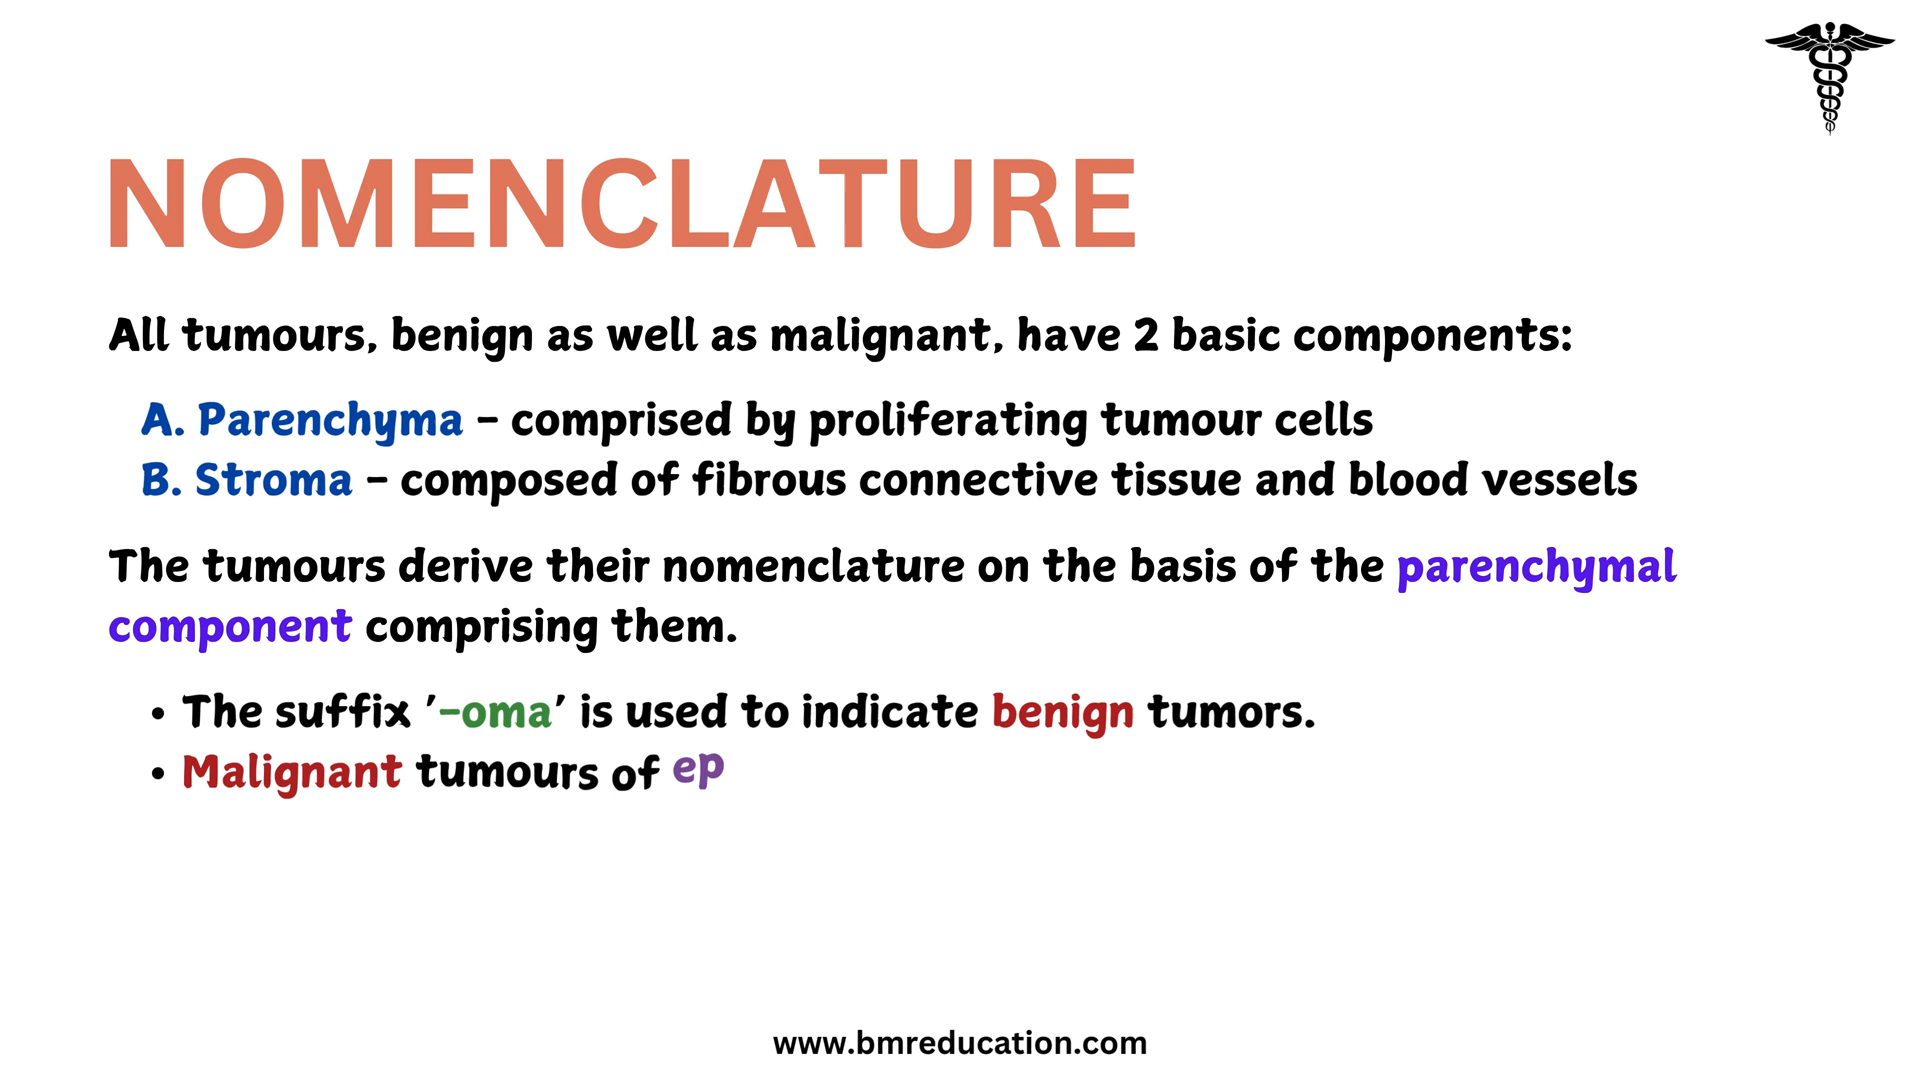 NOMENCLATURE
All tumours, benign as well as malignant, have 2 basic components:
A. Parenchyma - comprised by proliferating tumour cells
B. Stroma - composed of fibrous connective tissue and blood vessels
The tumours derive their nomenclature on the basis of the parenchymal
component comprising them.
• The suffix '-oma' is used to indicate benign tumors.
• Malignant tumours of ep
www.bmreducation.com